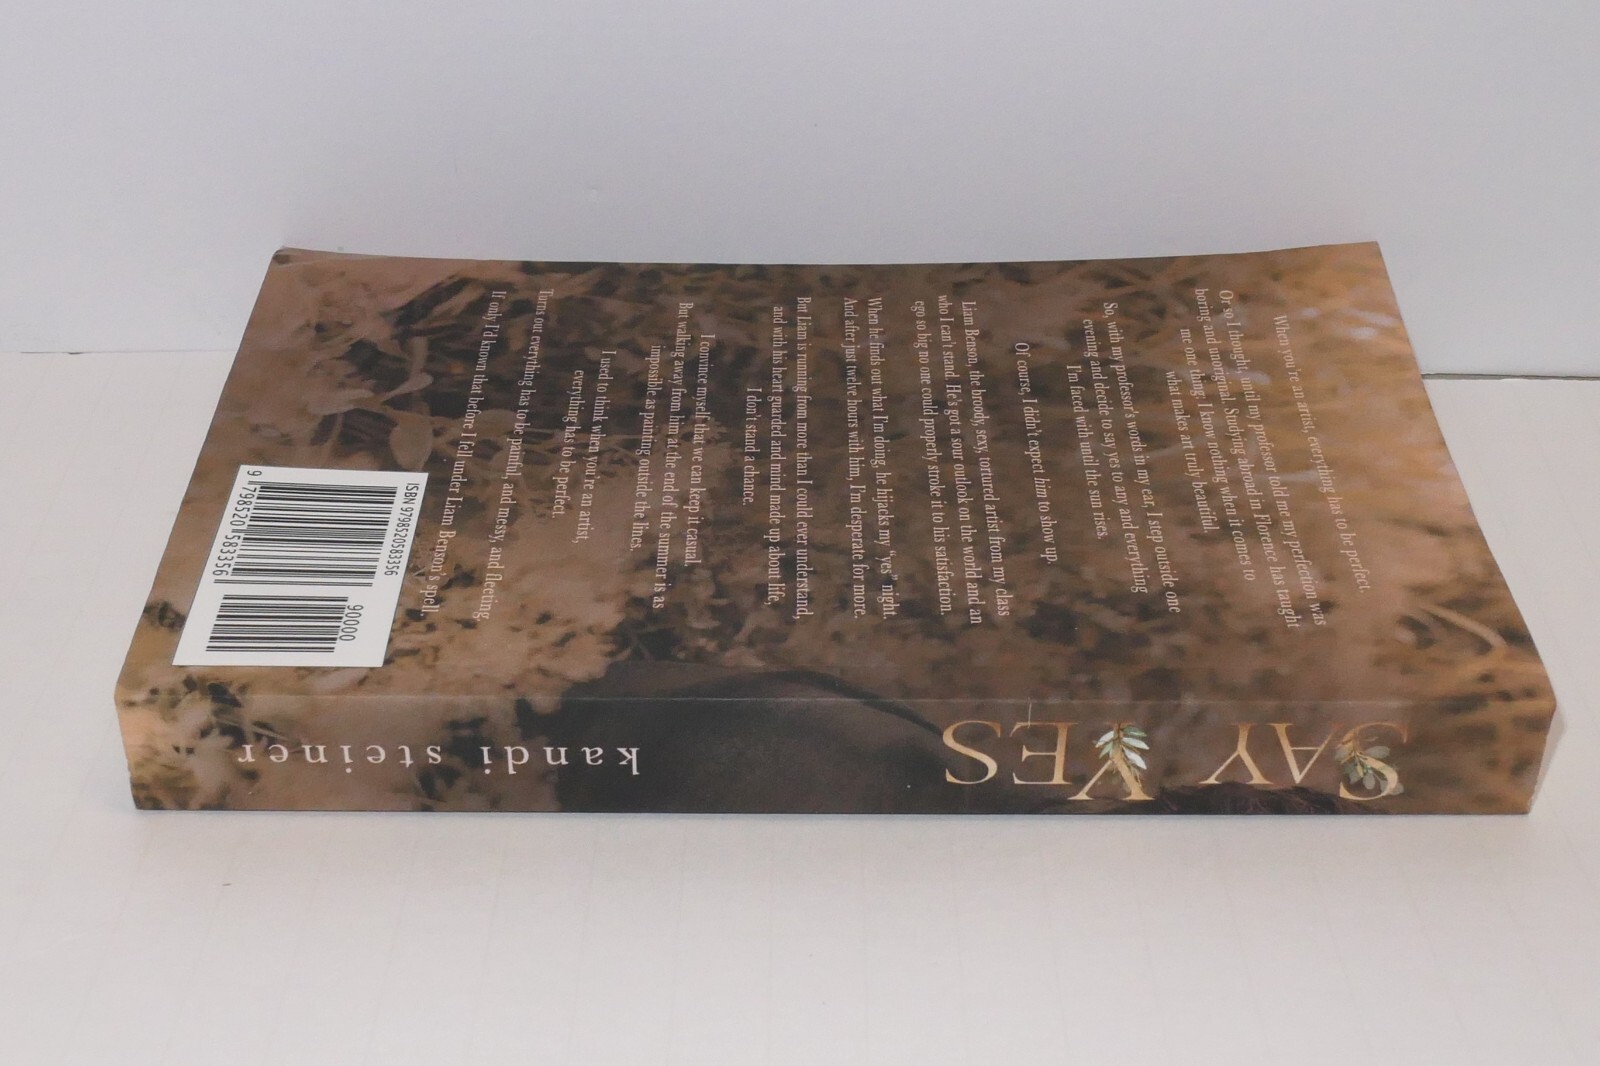 When you're an artist, everything has to be perfect.
Or so I thought, until my professor told me my perfection was
boring and unoriginal. Studying abroad in Florence has taught
me one thing: I know nothing when it comes to
what makes art truly beautiful.
So, with my professor's words in my ear, I step outside one
evening and decide to say yes to any and everything
I'm faced with until the sun rises.
Of course, I didn't expect him to show up.
Liam Benson, the broody, sexy, tortured artist from my class
who I can't stand. He's got a sour outlook on the world and an
ego so big no one could properly stroke it to his satisfaction.
When he finds out what I'm doing, he hijacks my "yes" night.
And after just twelve hours with him, I'm desperate for more.
But Liam is running from more than I could ever understand,
and with his heart guarded and mind made up about life,
I don't stand a chance.
I convince myself that we can keep it casual.
But walking away from him at the end of the summer is as
impossible as painting outside the lines.
I used to think when you're an artist,
everything has to be perfect.
Turns out everything has to be painful, and messy, and fleeting.
If only I'd known that before I fell under Liam Benson's spell.
ISBN 9798520583356
90000
9 798520 583356
SAY YES
kandi steiner